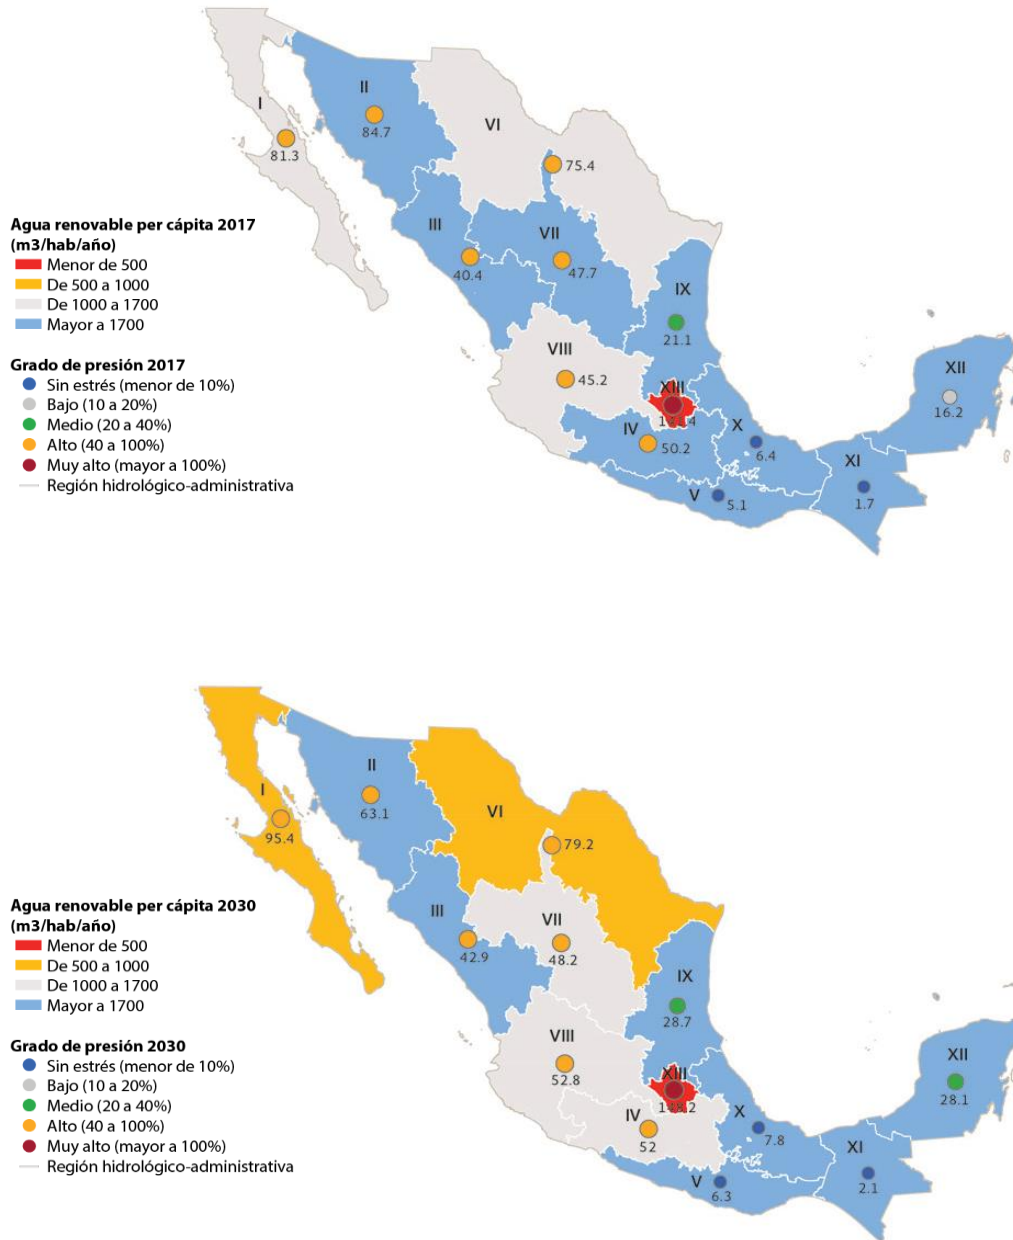 I
81.3
II
84.7
VI
75.4
III
40.4
VII
47.7
IX
21.1
VIII
45.2
XIII
IV
50.2
X
6.4
V
5.1
XI
1.7
XII
16.2
Agua renovable per cápita 2017
(m3/hab/año)
Menor de 500
De 500 a 1000
De 1000 a 1700
Mayor a 1700
Grado de presión 2017
Sin estrés (menor de 10%)
Bajo (10 a 20%)
Medio (20 a 40%)
Alto (40 a 100%)
Muy alto (mayor a 100%)
Región hidrológico-administrativa
I
95.4
II
63.1
VI
79.2
III
42.9
VII
48.2
IX
28.7
VIII
52.8
XIII
IV
52
X
7.8
V
6.3
XI
2.1
XII
28.1
Agua renovable per cápita 2030
(m3/hab/año)
Menor de 500
De 500 a 1000
De 1000 a 1700
Mayor a 1700
Grado de presión 2030
Sin estrés (menor de 10%)
Bajo (10 a 20%)
Medio (20 a 40%)
Alto (40 a 100%)
Muy alto (mayor a 100%)
Región hidrológico-administrativa